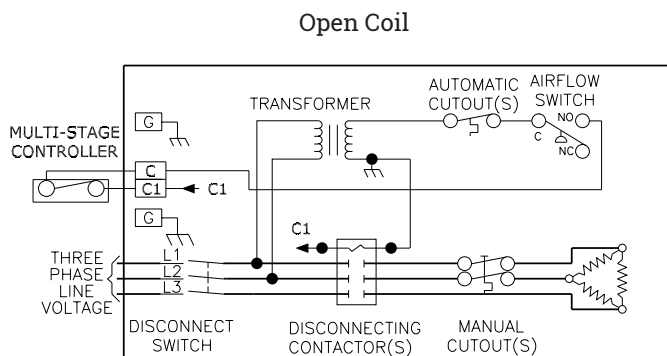 Open Coil
AUTOMATIC
CUTOUT(S)
AIRFLOW
SWITCH
TRANSFORMER
G
NO
C
NC
MULTI-STAGE
CONTROLLER
C
C1
C1
G
C1
THREE
PHASE
LINE
VOLTAGE
L1
L2
L3
DISCONNECT
SWITCH
DISCONNECTING
CONTACTOR(S)
MANUAL
CUTOUT(S)